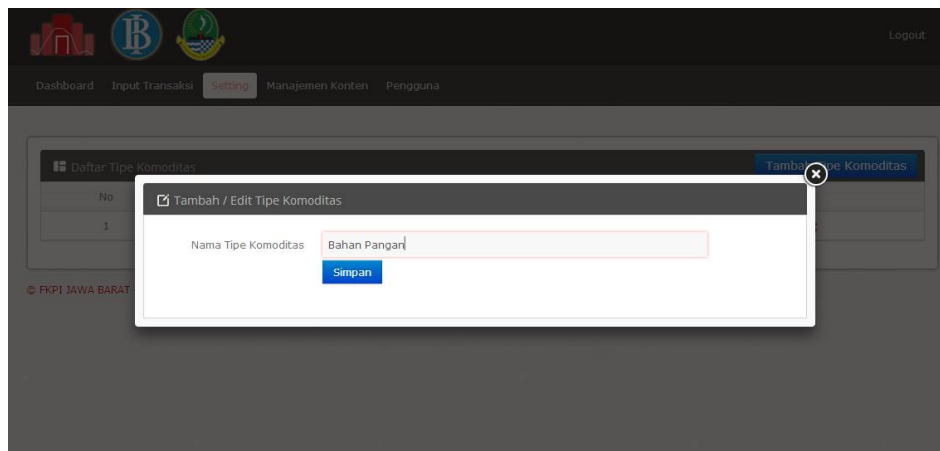 Logout
Dashboard Input Transaksi Setting Manajemen Konten Pengguna
Daftar Tipe Komoditas
Tambah Tipe Komoditas
No
Tambah / Edit Tipe Komoditas
1
Nama Tipe Komoditas Bahan Pangan
Simpan
© FKPI JAWA BARAT